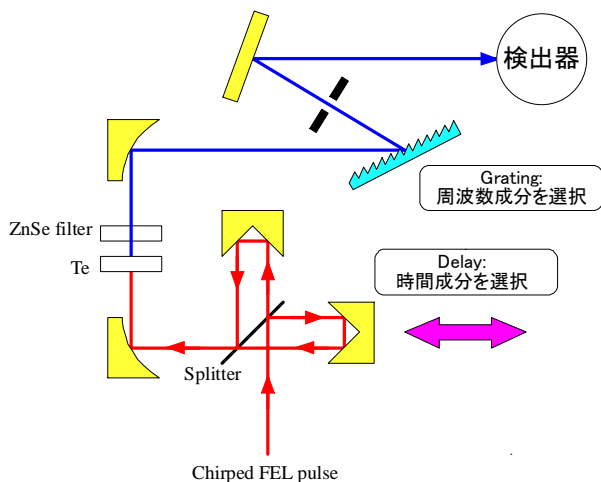 検出器
Grating:
周波数成分を選択
ZnSe filter
Te
Delay:
時間成分を選択
Splitter
Chirped FEL pulse